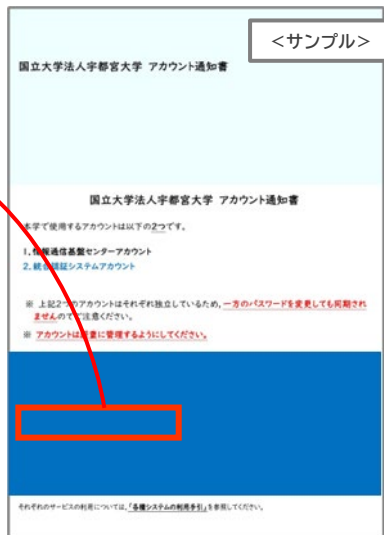 <サンプル>
国立大学法人宇都宮大学 アカウント通知書
国立大学法人宇都宮大学 アカウント通知書
本学で使用するアカウントは以下の2つです。
1. 情報通信基盤センターアカウント
2. 統合認証システムアカウント
※ 上記2つのアカウントはそれぞれ独立しているため,一方のパスワードを変更しても同期され
ませんのでご注意ください。
※ アカウントは厳重に管理するようにしてください。
それぞれのサービスの利用については,「各種システムの利用手引」を参照してください。